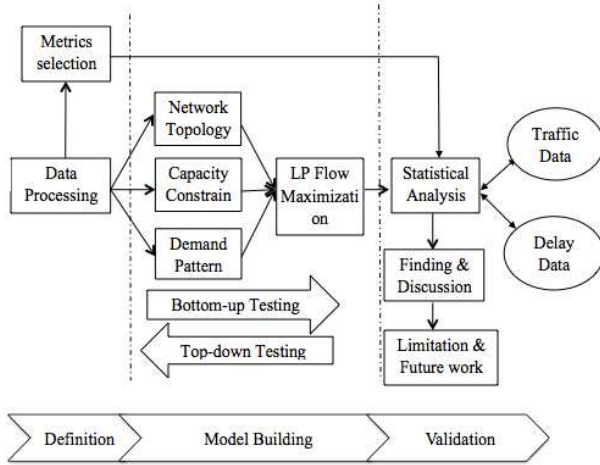 Metrics
selection
Data
Processing
Network
Topology
Capacity
Constrain
Demand
Pattern
LP Flow
Maximizati
on
Statistical
Analysis
Traffic
Data
Delay
Data
Finding &
Discussion
Limitation &
Future work
Bottom-up Testing
Top-down Testing
Definition
Model Building
Validation